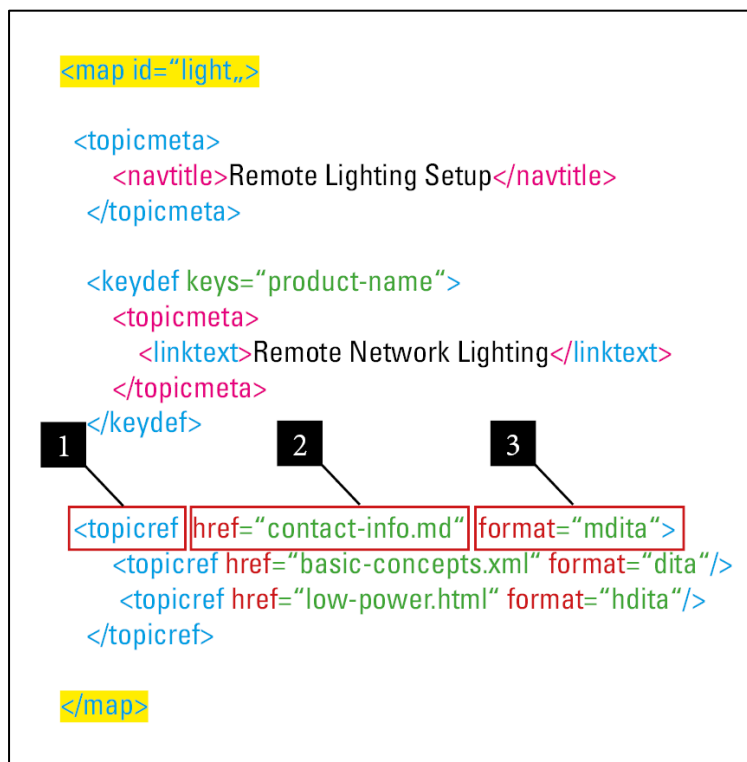 <map id=“light„>
<topicmeta>
<navtitle>Remote Lighting Setup</navtitle>
</topicmeta>
<keydef keys=“product-name“>
<topicmeta>
<linktext>Remote Network Lighting</linktext>
</topicmeta>
</keydef>
1 2 3
<topicref href=“contact-info.md“ format=“mdita“>
<topicref href=“basic-concepts.xml“ format=“dita“/>
<topicref href=“low-power.html“ format=“hdita“/>
</topicref>
</map>